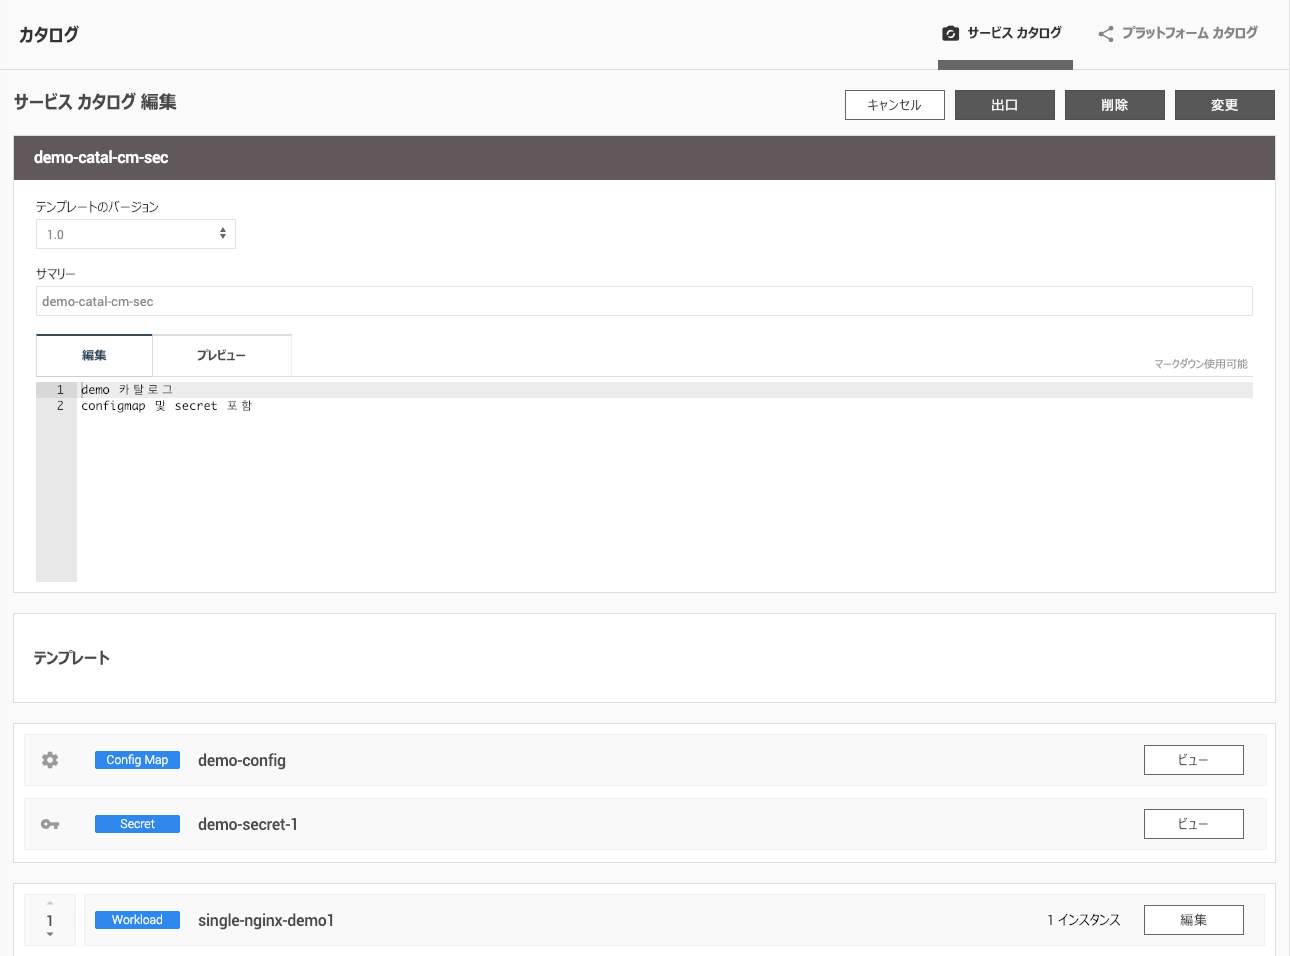 カタログ
サービス カタログ
プラットフォーム カタログ
サービス カタログ 編集
キャンセル
出口
削除
変更
demo-catal-cm-sec
テンプレートのバージョン
1.0
サマリー
demo-catal-cm-sec
編集
プレビュー
マークダウン使用可能
1 demo 카탈로그
2 configmap 및 secret 포함
テンプレート
Config Map demo-config ビュー
Secret demo-secret-1 ビュー
1 Workload single-nginx-demo1 1 インスタンス 編集